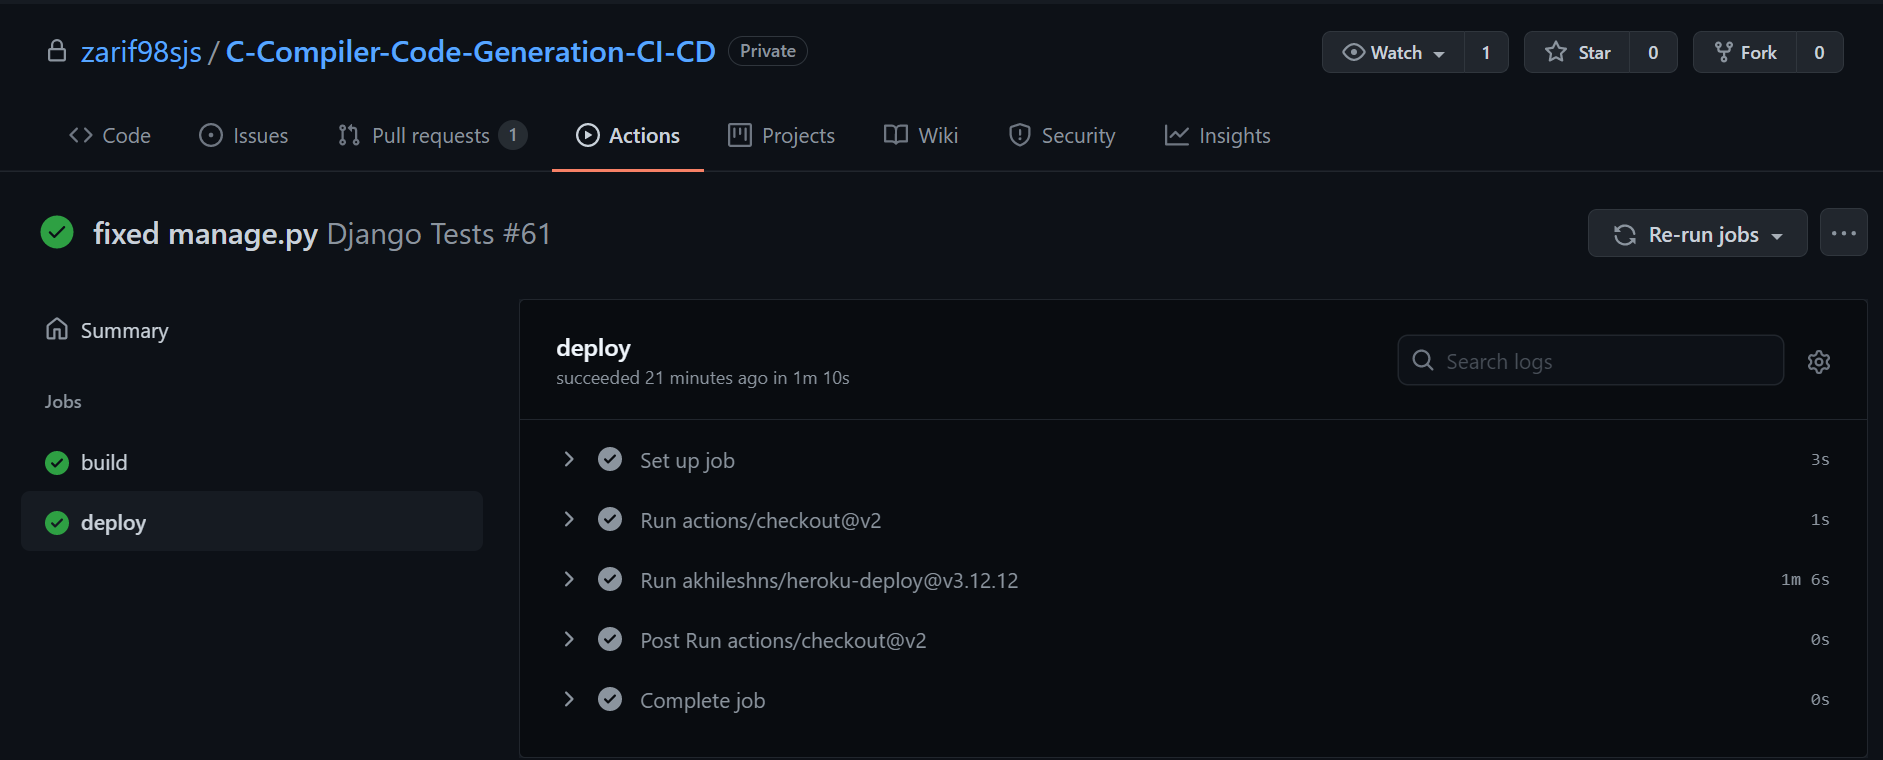 zarif98sjs / C-Compiler-Code-Generation-CI-CD Private Watch 1 Star 0 Fork 0
Code Issues Pull requests 1 Actions Projects Wiki Security Insights
fixed manage.py Django Tests #61 Re-run jobs
Summary
Jobs
build
deploy
deploy
succeeded 21 minutes ago in 1m 10s
Search logs
Set up job 3s
Run actions/checkout@v2 1s
Run akhileshns/heroku-deploy@v3.12.12 1m 6s
Post Run actions/checkout@v2 0s
Complete job 0s